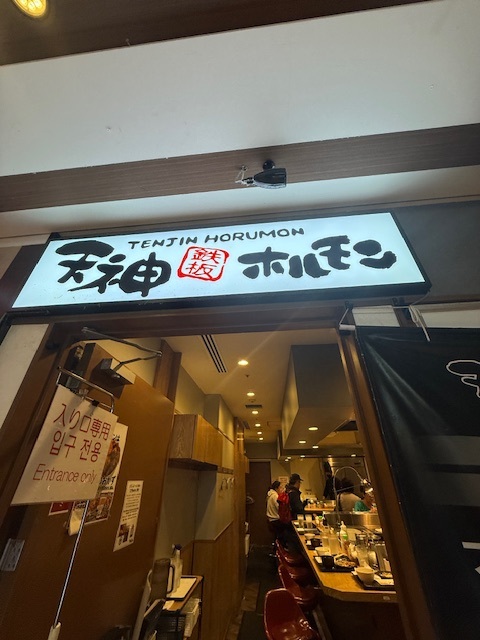 TENJIN HORUMON
天神 鉄板 ホルモン
入り口専用
입구 전용
Entrance only